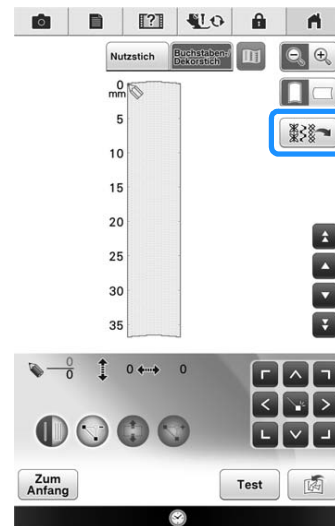 ?
Nutzstich
Buchstaben-/
Dekorstich
0
mm
5
10
15
20
25
30
35
0
0
0
0
Zum
Anfang
Test